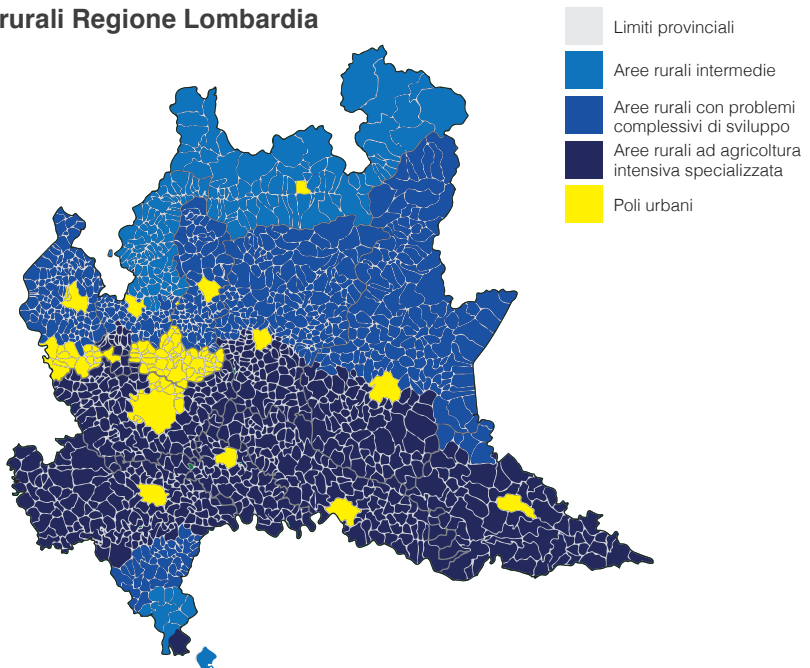 rurali Regione Lombardia
Limiti provinciali
Aree rurali intermedie
Aree rurali con problemi
complessivi di sviluppo
Aree rurali ad agricoltura
intensiva specializzata
Poli urbani